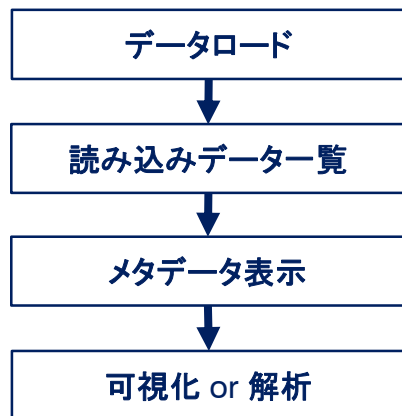 データロード
読み込みデータ一覧
メタデータ表示
可視化 or 解析